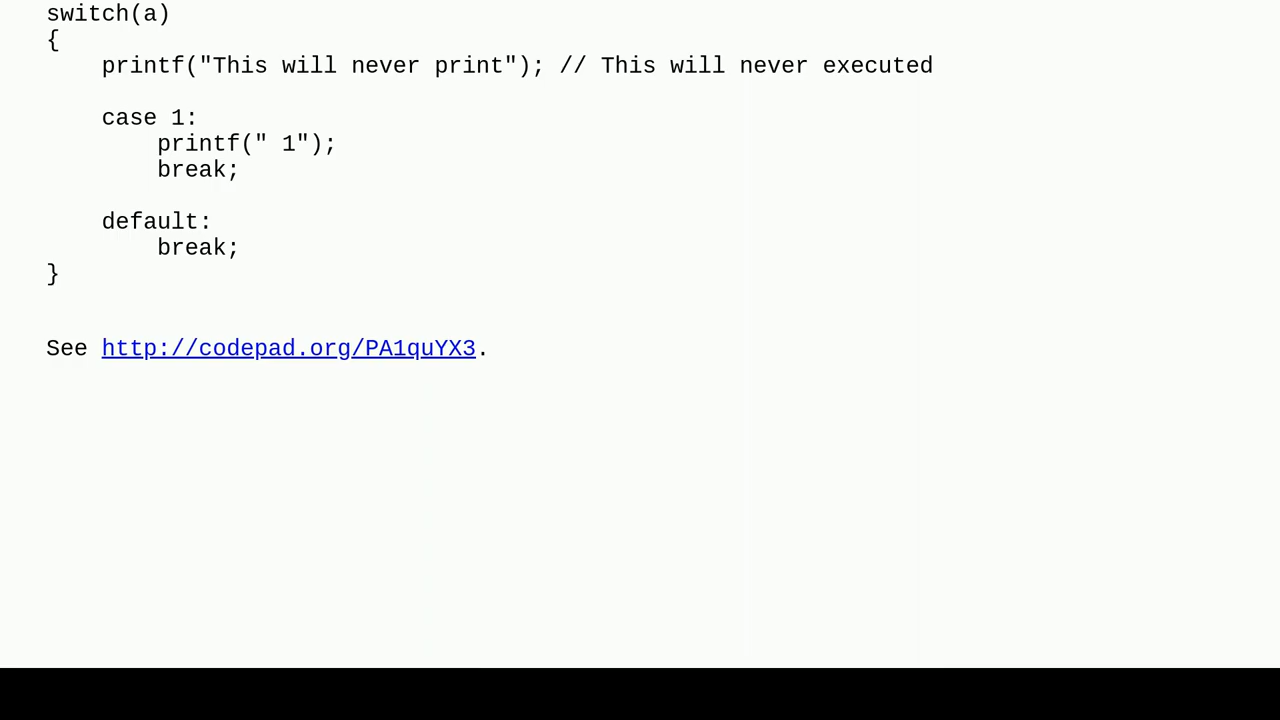 switch(a)
{
    printf("This will never print"); // This will never executed
    case 1:
        printf(" 1");
        break;
    default:
        break;
}
See http://codepad.org/PA1quYX3.